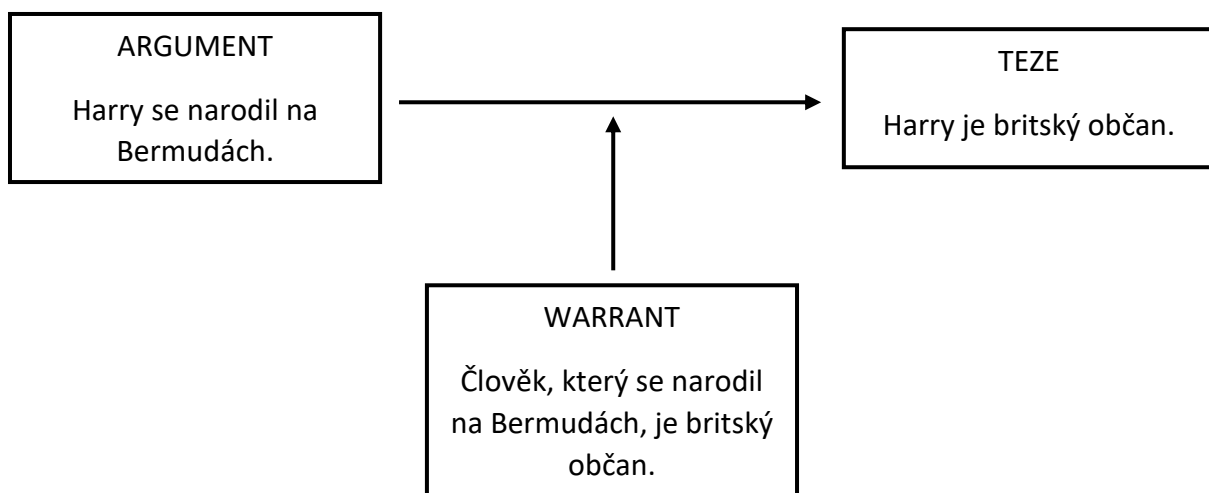 ARGUMENT
Harry se narodil na
Bermudách.
TEZE
Harry je britský občan.
WARRANT
Člověk, který se narodil
na Bermudách, je britský
občan.